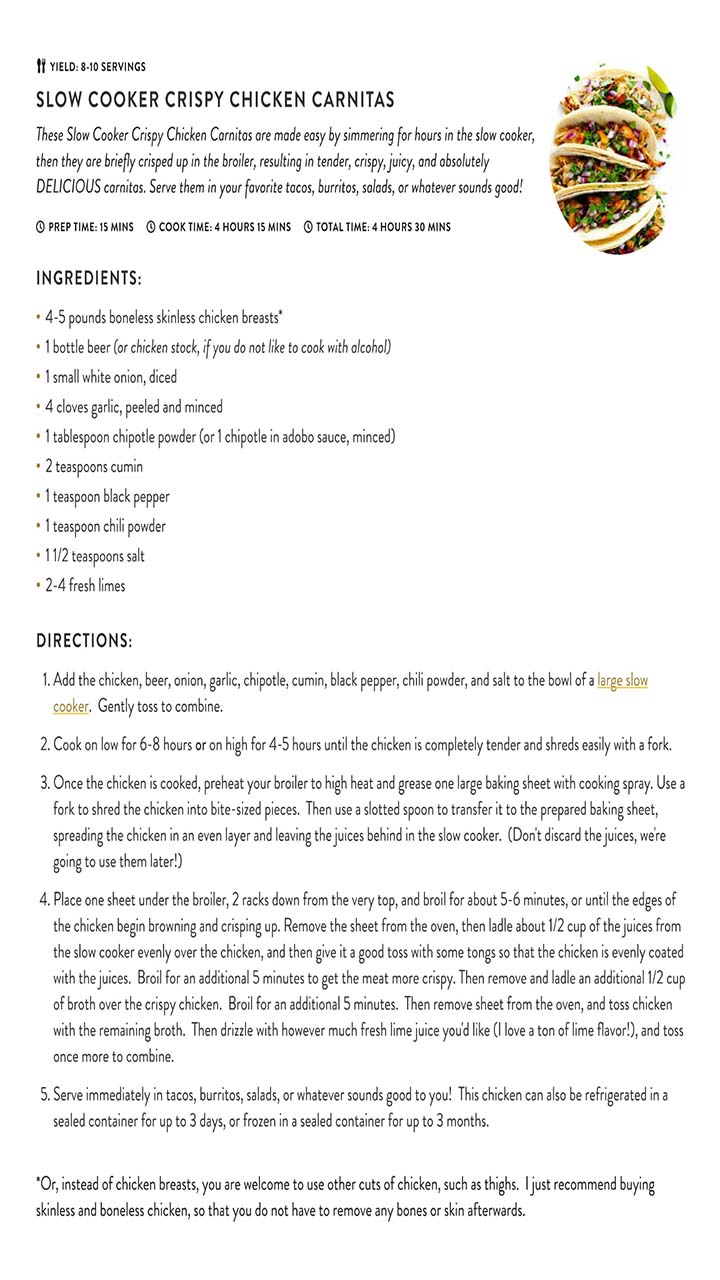 YIELD: 8-10 SERVINGS
SLOW COOKER CRISPY CHICKEN CARNITAS
These Slow Cooker Crispy Chicken Carnitas are made easy by simmering for hours in the slow cooker,
then they are briefly crisped up in the broiler, resulting in tender, crispy, juicy, and absolutely
DELICIOUS carnitas. Serve them in your favorite tacos, burritos, salads, or whatever sounds good!
PREP TIME: 15 MINS COOK TIME: 4 HOURS 15 MINS TOTAL TIME: 4 HOURS 30 MINS
INGREDIENTS:
• 4-5 pounds boneless skinless chicken breasts*
• 1 bottle beer (or chicken stock, if you do not like to cook with alcohol)
• 1 small white onion, diced
• 4 cloves garlic, peeled and minced
• 1 tablespoon chipotle powder (or 1 chipotle in adobo sauce, minced)
• 2 teaspoons cumin
• 1 teaspoon black pepper
• 1 teaspoon chili powder
• 1 1/2 teaspoons salt
• 2-4 fresh limes
DIRECTIONS:
1. Add the chicken, beer, onion, garlic, chipotle, cumin, black pepper, chili powder, and salt to the bowl of a large slow
cooker. Gently toss to combine.
2. Cook on low for 6-8 hours or on high for 4-5 hours until the chicken is completely tender and shreds easily with a fork.
3. Once the chicken is cooked, preheat your broiler to high heat and grease one large baking sheet with cooking spray. Use a
fork to shred the chicken into bite-sized pieces. Then use a slotted spoon to transfer it to the prepared baking sheet,
spreading the chicken in an even layer and leaving the juices behind in the slow cooker. (Don't discard the juices, we're
going to use them later!)
4. Place one sheet under the broiler, 2 racks down from the very top, and broil for about 5-6 minutes, or until the edges of
the chicken begin browning and crisping up. Remove the sheet from the oven, then ladle about 1/2 cup of the juices from
the slow cooker evenly over the chicken, and then give it a good toss with some tongs so that the chicken is evenly coated
with the juices. Broil for an additional 5 minutes to get the meat more crispy. Then remove and ladle an additional 1/2 cup
of broth over the crispy chicken. Broil for an additional 5 minutes. Then remove sheet from the oven, and toss chicken
with the remaining broth. Then drizzle with however much fresh lime juice you'd like (I love a ton of lime flavor!), and toss
once more to combine.
5. Serve immediately in tacos, burritos, salads, or whatever sounds good to you! This chicken can also be refrigerated in a
sealed container for up to 3 days, or frozen in a sealed container for up to 3 months.
*Or, instead of chicken breasts, you are welcome to use other cuts of chicken, such as thighs. I just recommend buying
skinless and boneless chicken, so that you do not have to remove any bones or skin afterwards.